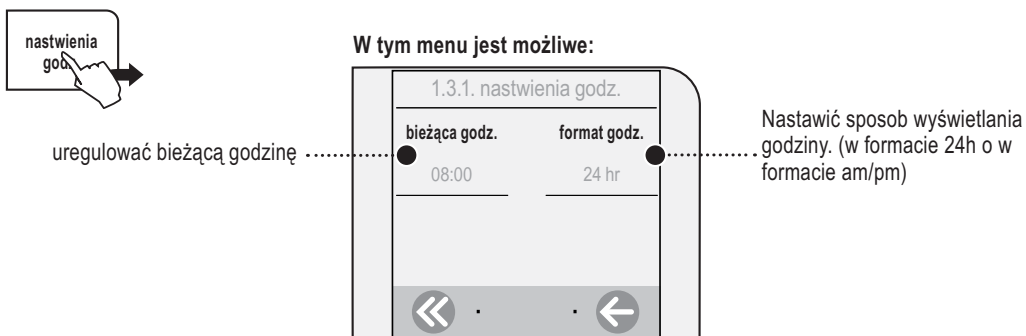 nastwienia
W tym menu jest możliwe:
1.3.1. nastwienia godz.
bieżąca godz.
format godz.
08:00
24 hr
uregulować bieżącą godzinę
Nastawić sposob wyświetlania
godziny. (w formacie 24h o w
formacie am/pm)